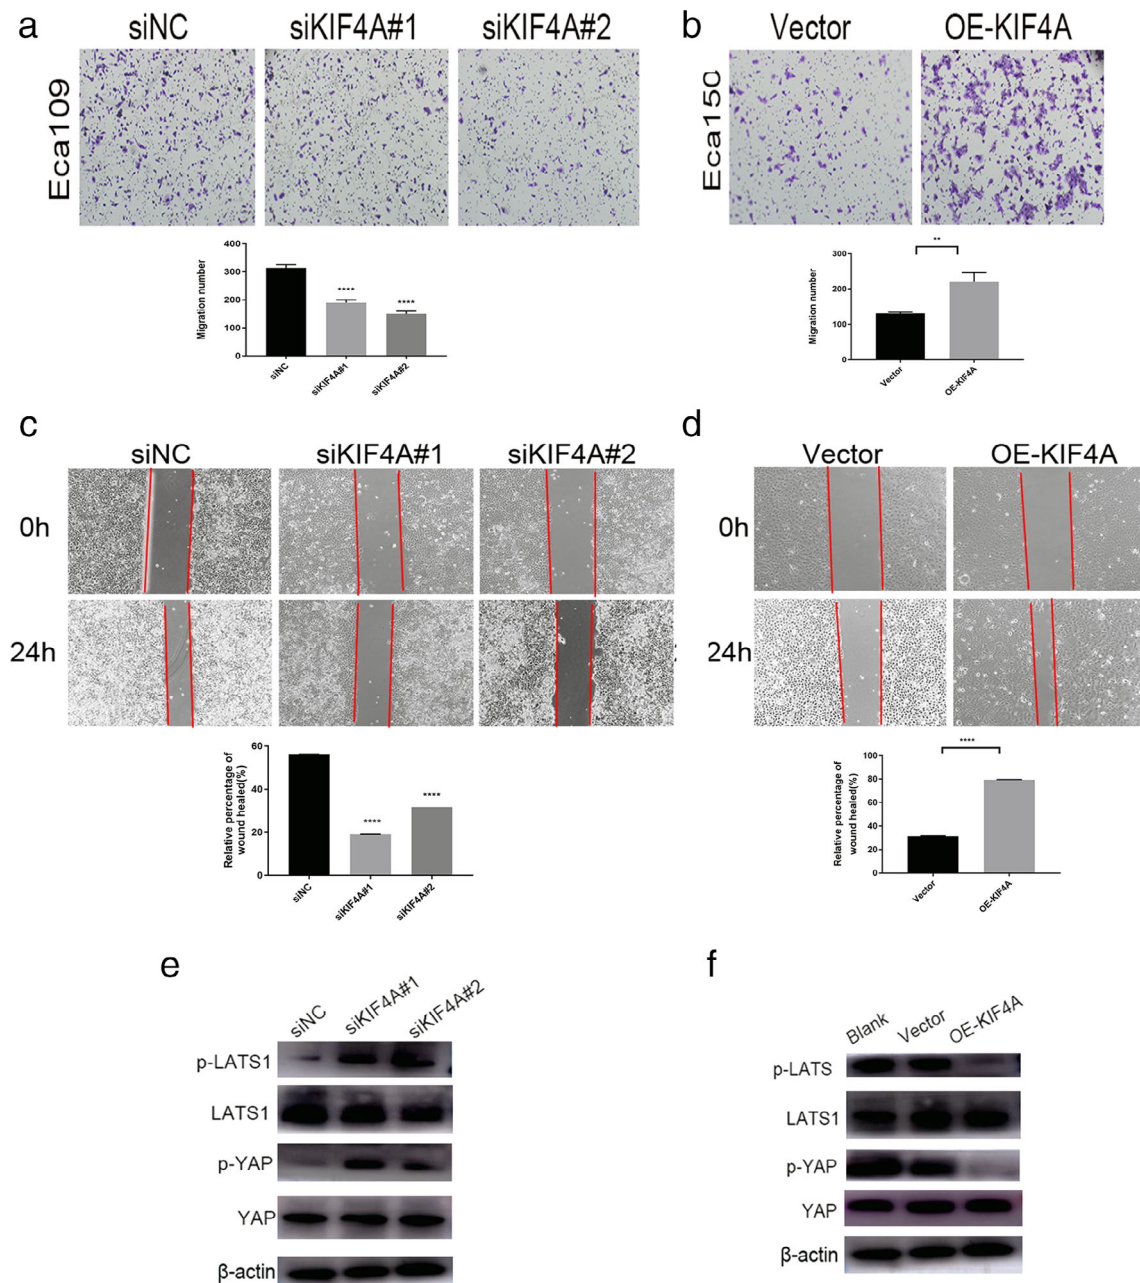 a
siNC siKIF4A#1 siKIF4A#2
Eca109
Migration number
400
300
200
100
0
****
****
siNC
siKIF4A#1
siKIF4A#2
b
Vector OE-KIF4A
Eca150
Migration number
300
200
100
0
**
Vector
OE-KIF4A
c
siNC siKIF4A#1 siKIF4A#2
0h
24h
Relative percentage of
wound healed(%)
60
40
20
0
****
****
siNC
siKIF4A#1
siKIF4A#2
d
Vector OE-KIF4A
0h
24h
Relative percentage of
wound healed(%)
100
80
60
40
20
0
****
Vector
OE-KIF4A
e
siNC siKIF4A#1 siKIF4A#2
p-LATS1
LATS1
p-YAP
YAP
β-actin
f
Blank Vector OE-KIF4A
p-LATS
LATS1
p-YAP
YAP
β-actin